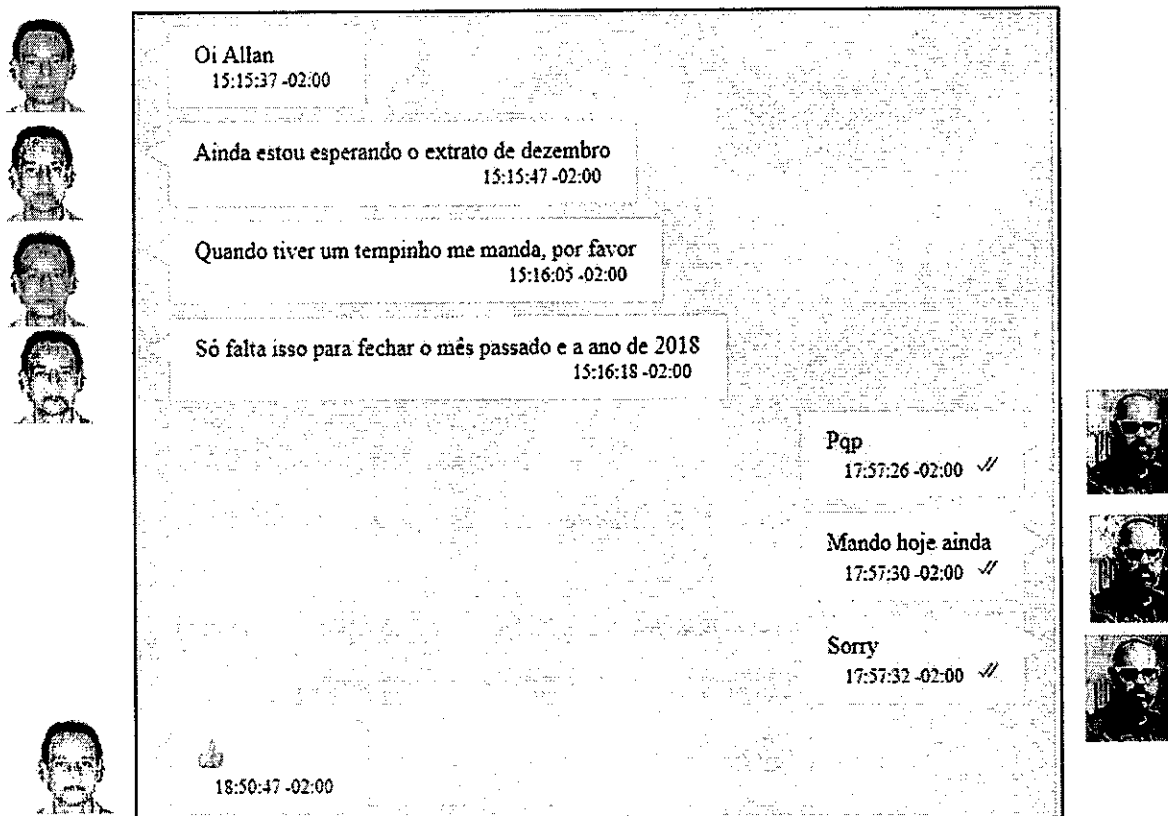 Oi Allan
15:15:37 -02:00
Ainda estou esperando o extrato de dezembro
15:15:47 -02:00
Quando tiver um tempinho me manda, por favor
15:16:05 -02:00
Só falta isso para fechar o mês passado e a ano de 2018
15:16:18 -02:00
Pqp
17:57:26 -02:00
Mando hoje ainda
17:57:30 -02:00
Sorry
17:57:32 -02:00
18:50:47 -02:00